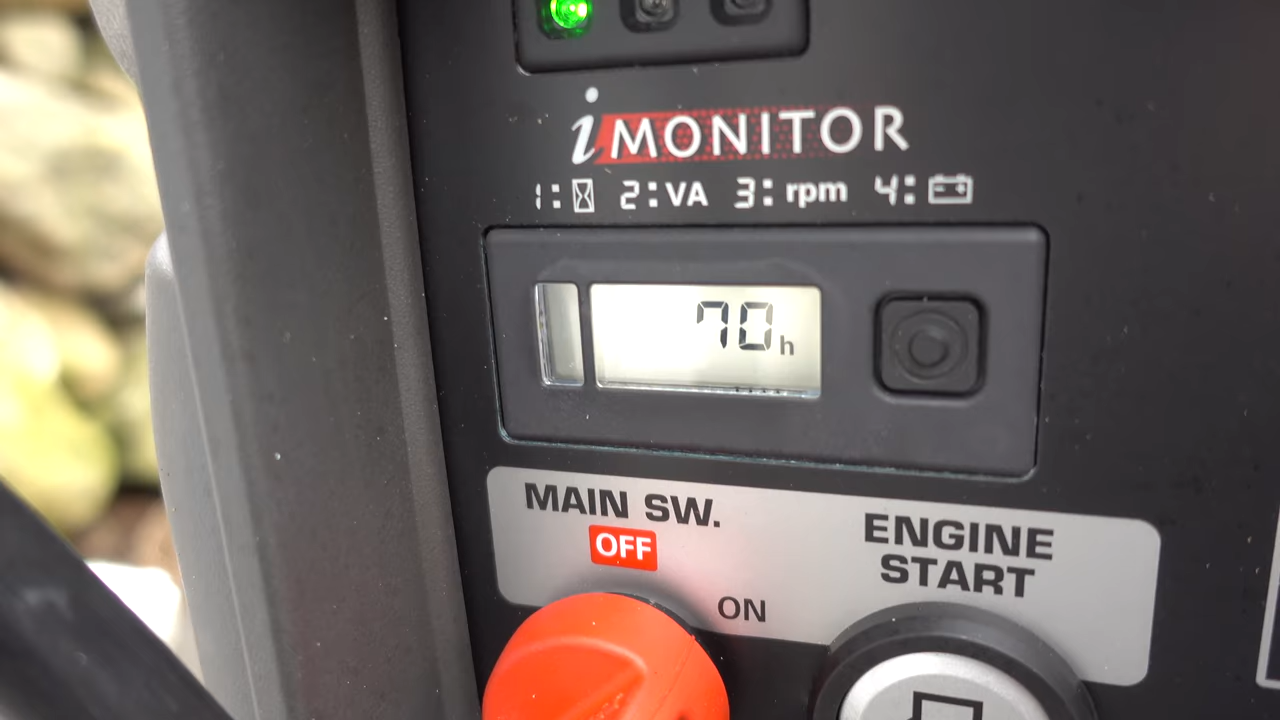 iMONITOR
1: 2:VA 3:rpm 4:
70h
MAIN SW.
OFF
ON
ENGINE
START